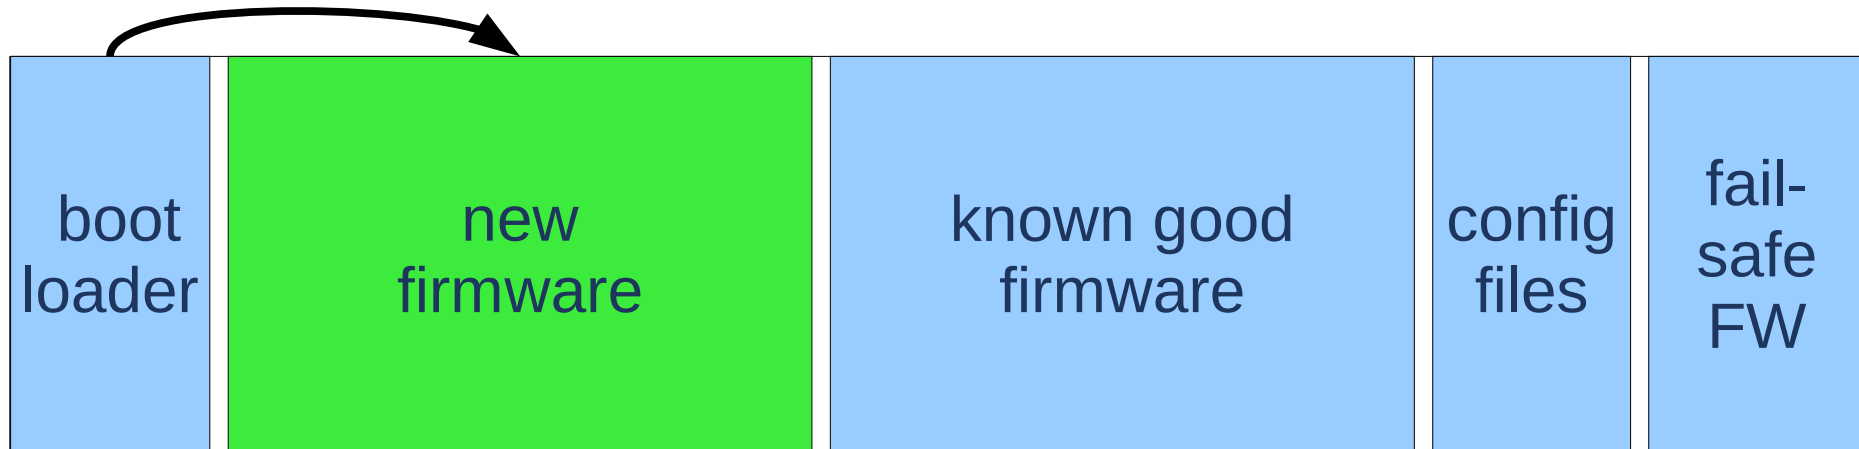 boot
loader
new
firmware
known good
firmware
config
files
fail-
safe
FW